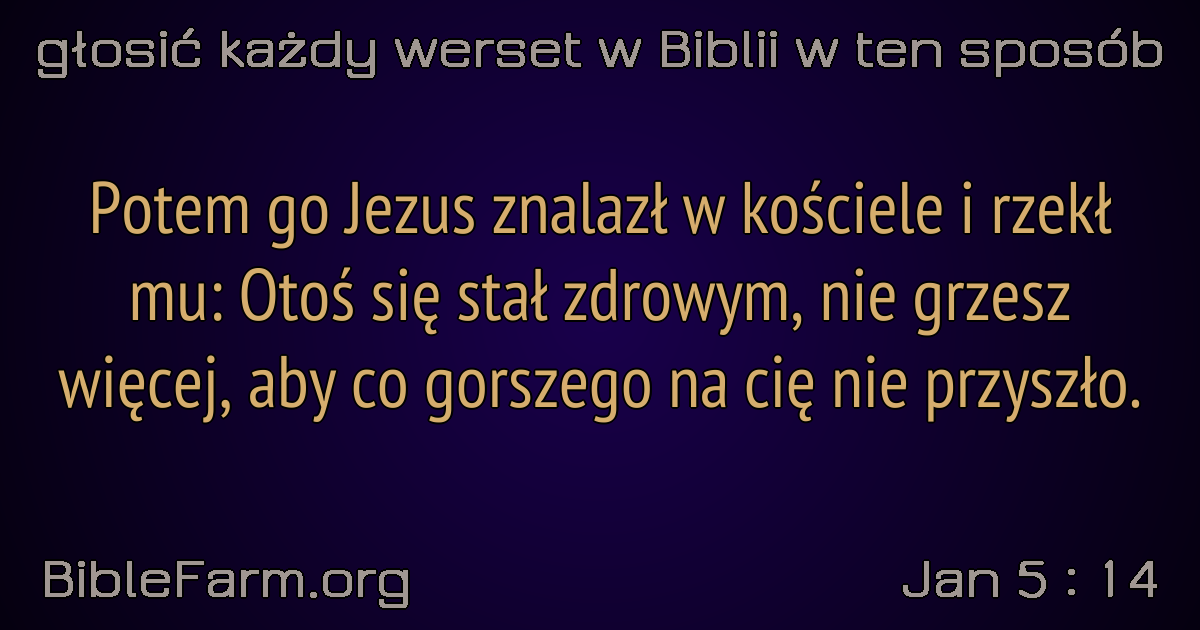 głosić każdy werset w Biblii w ten sposób
Potem go Jezus znalazł w kościele i rzekł
mu: Otoś się stał zdrowym, nie grzesz
więcej, aby co gorszego na cię nie przyszło.
BibleFarm.org
Jan 5 : 14